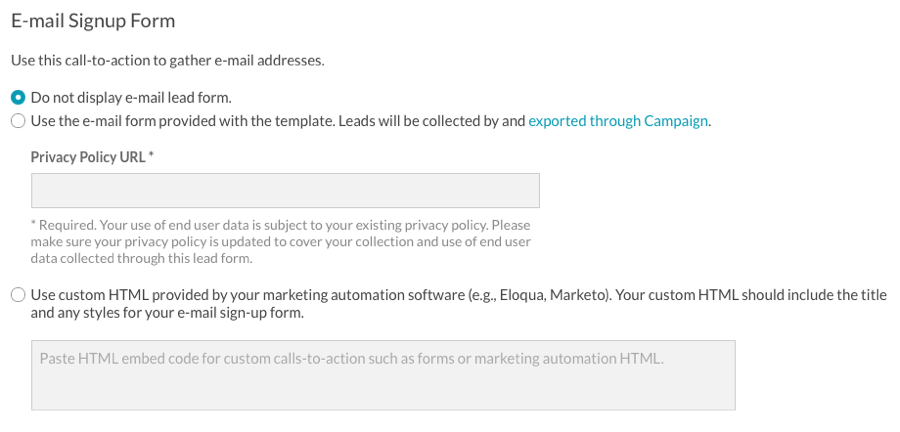 E-mail Signup Form
Use this call-to-action to gather e-mail addresses.
Do not display e-mail lead form.
Use the e-mail form provided with the template. Leads will be collected by and exported through Campaign.
Privacy Policy URL *
* Required. Your use of end user data is subject to your existing privacy policy. Please
make sure your privacy policy is updated to cover your collection and use of end user
data collected through this lead form.
Use custom HTML provided by your marketing automation software (e.g., Eloqua, Marketo). Your custom HTML should include the title
and any styles for your e-mail sign-up form.
Paste HTML embed code for custom calls-to-action such as forms or marketing automation HTML.